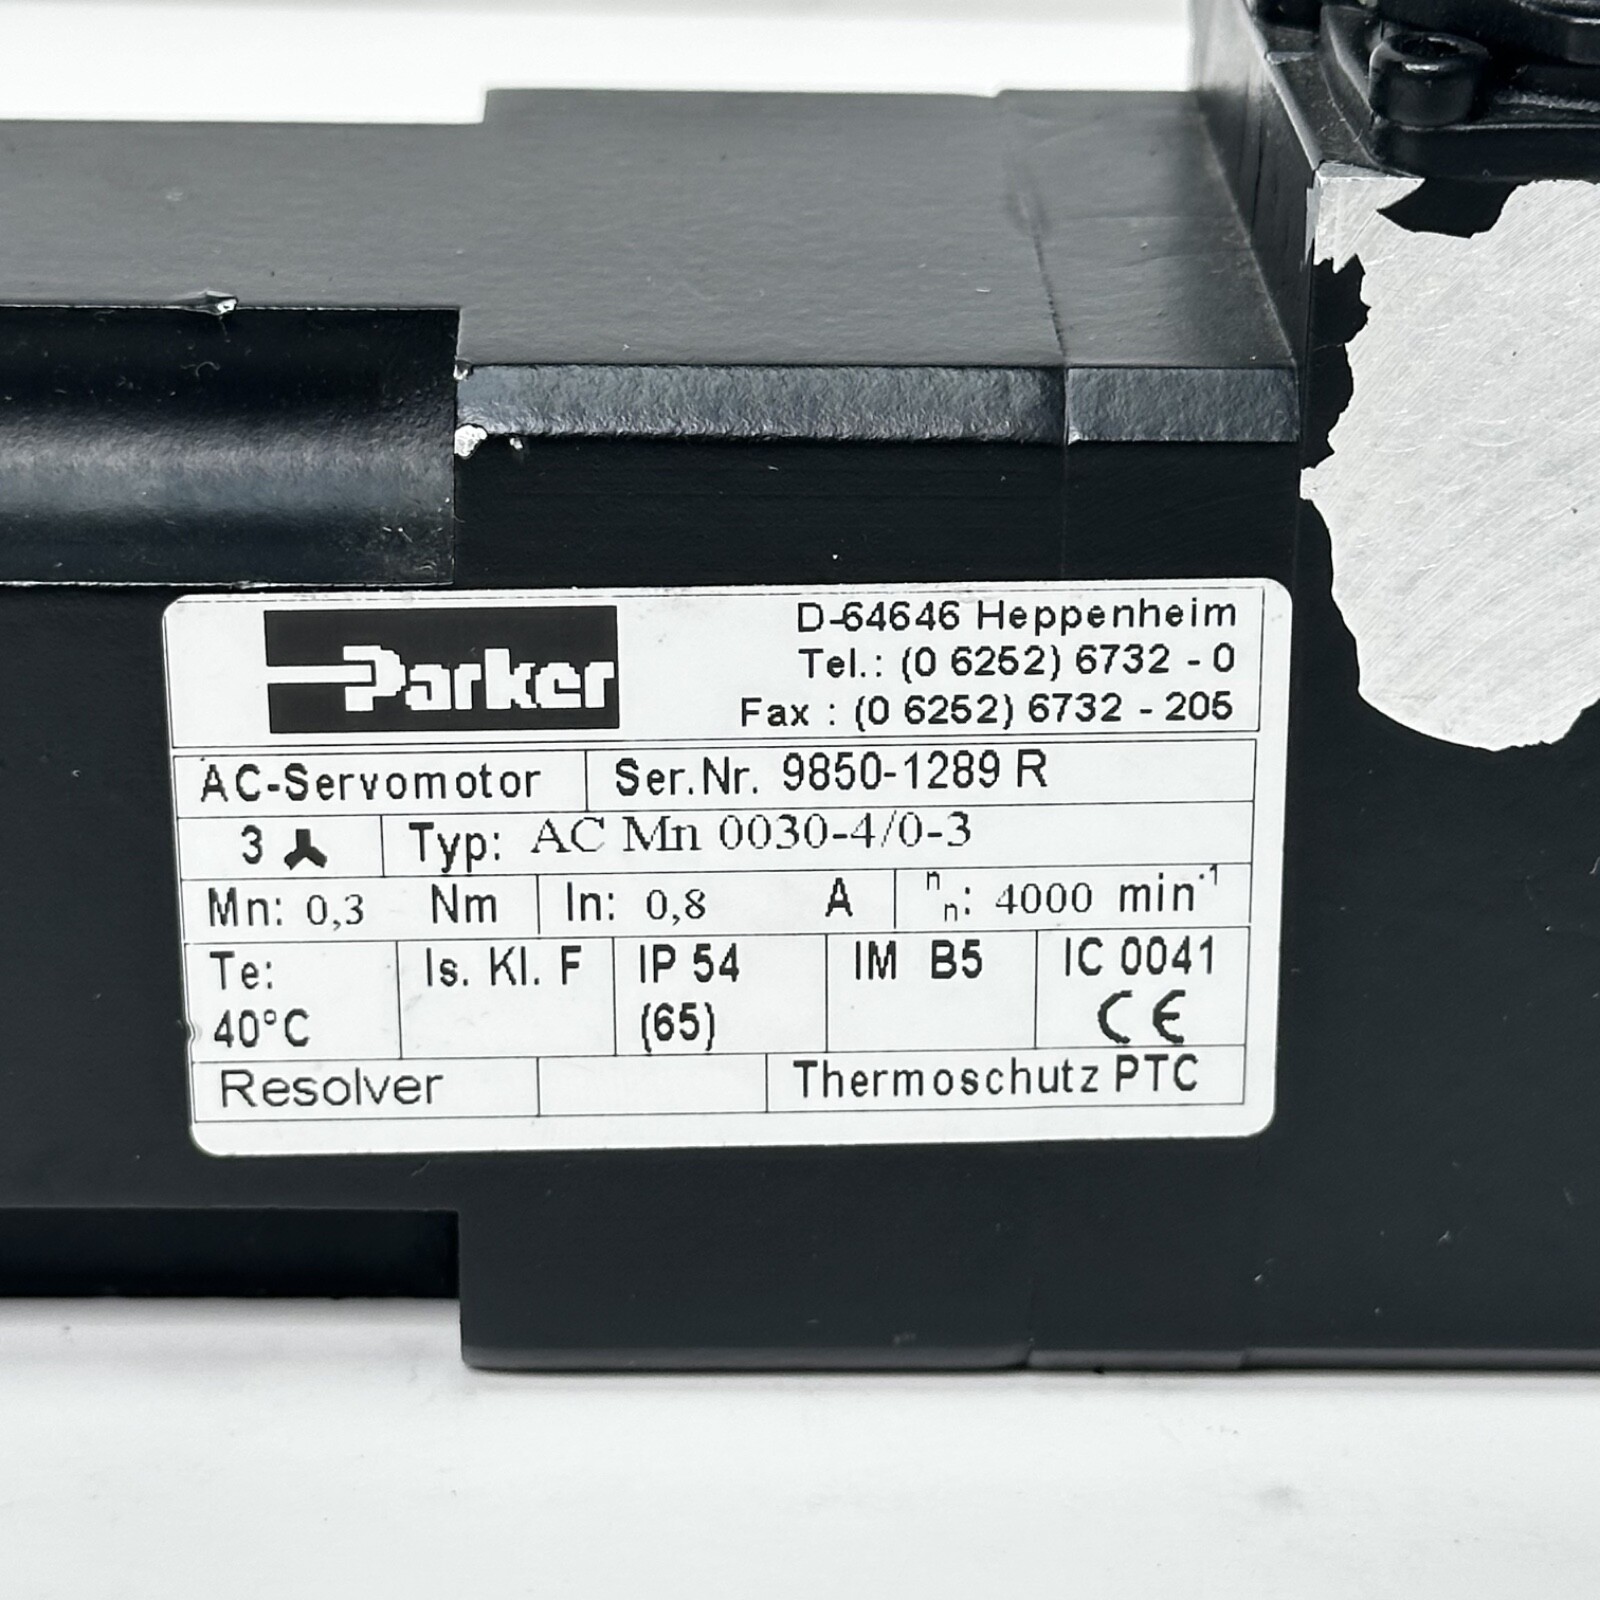 Parker
D-64646 Heppenheim
Tel.: (0 6252) 6732 - 0
Fax : (0 6252) 6732 - 205
AC-Servomotor Ser.Nr. 9850-1289 R
3 Typ: AC Mn 0030-4/0-3
Mn: 0,3 Nm In: 0,8 A n n: 4000 min-1
Te: Is. Kl. F IP 54 IM B5 IC 0041
40°C (65) CE
Resolver Thermoschutz PTC